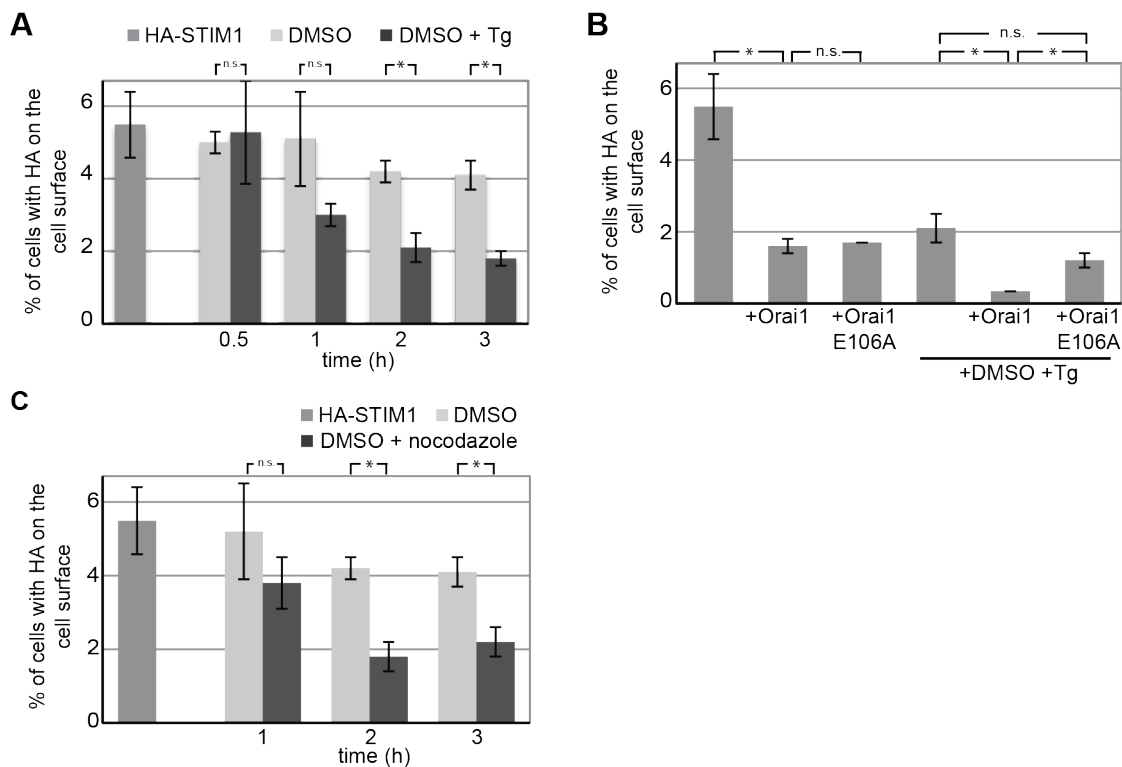 A
HA-STIM1 DMSO DMSO + Tg
n.s. n.s. * *
% of cells with HA on the
cell surface
6
4
2
0
0.5 1 2 3
time (h)
B
n.s.
* n.s. * *
% of cells with HA on the
cell surface
6
4
2
0
+Orai1 +Orai1 +Orai1 +Orai1
E106A E106A
+DMSO +Tg
C
HA-STIM1 DMSO
DMSO + nocodazole
n.s. * *
% of cells with HA on the
cell surface
6
4
2
0
1 2 3
time (h)